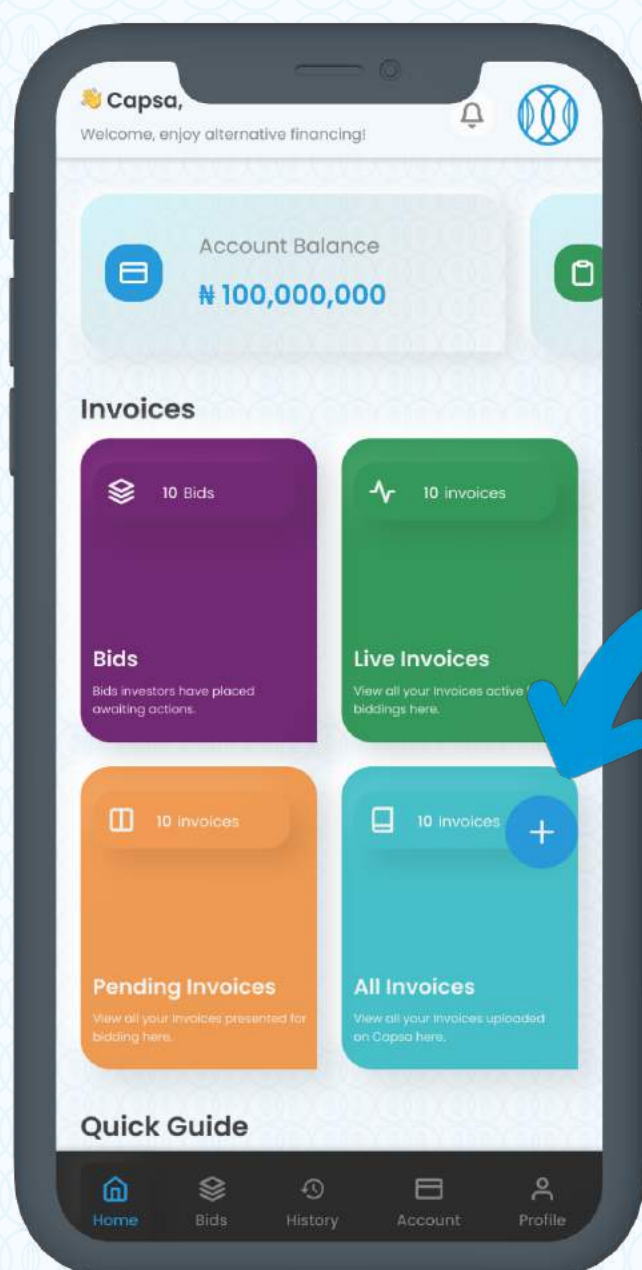 👋 Capsa,
Welcome, enjoy alternative financing!
Account Balance
₦ 100,000,000
Invoices
10 Bids
Bids
Bids investors have placed
awaiting actions.
10 invoices
Live Invoices
View all your Invoices active
biddings here.
10 invoices
Pending Invoices
View all your Invoices presented for
bidding here.
10 invoices
All Invoices
View all your Invoices uploaded
on Capsa here.
Quick Guide
Home
Bids
History
Account
Profile